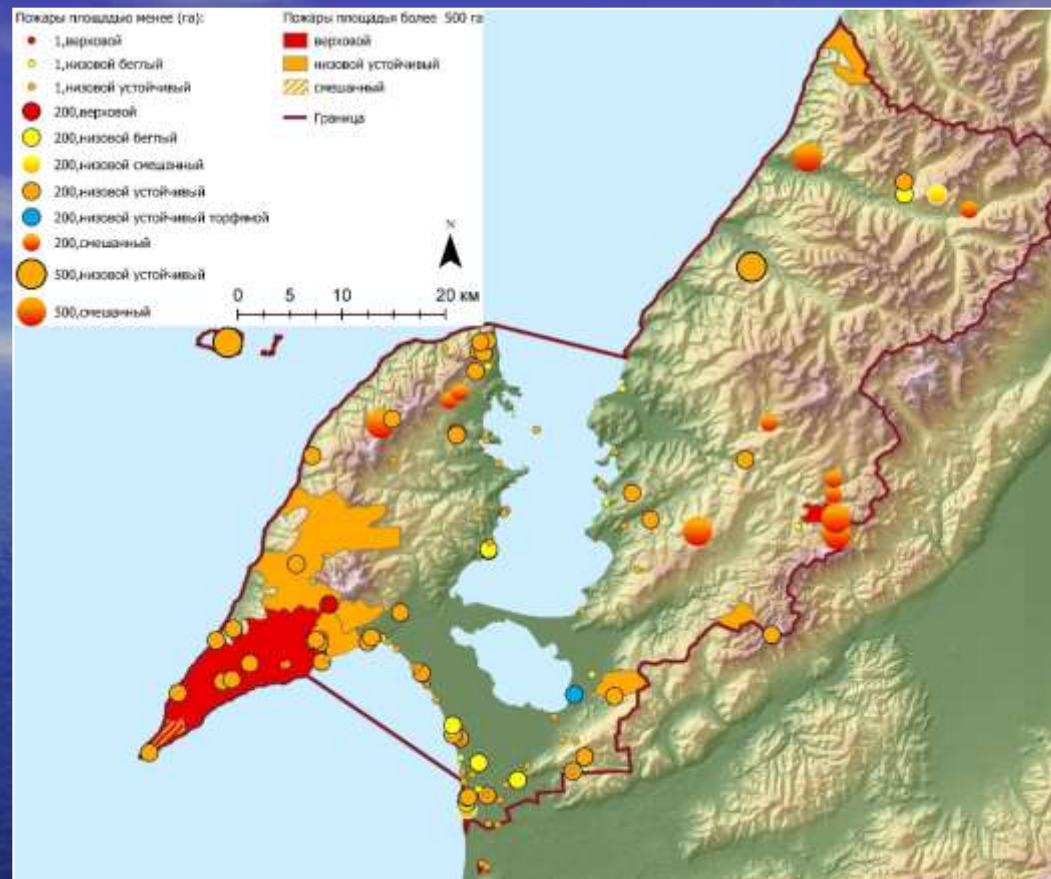 Пожары площадью менее (га):
1,верховой
1,низовой беглый
1,низовой устойчивый
200,верховой
200,низовой беглый
200,низовой смешанный
200,низовой устойчивый
200,низовой устойчивый торфяной
200,смешанный
500,низовой устойчивый
500,смешанный
Пожары площадья более 500 га
верховой
низовой устойчивый
смешанный
Граница
N
0 5 10 20 км